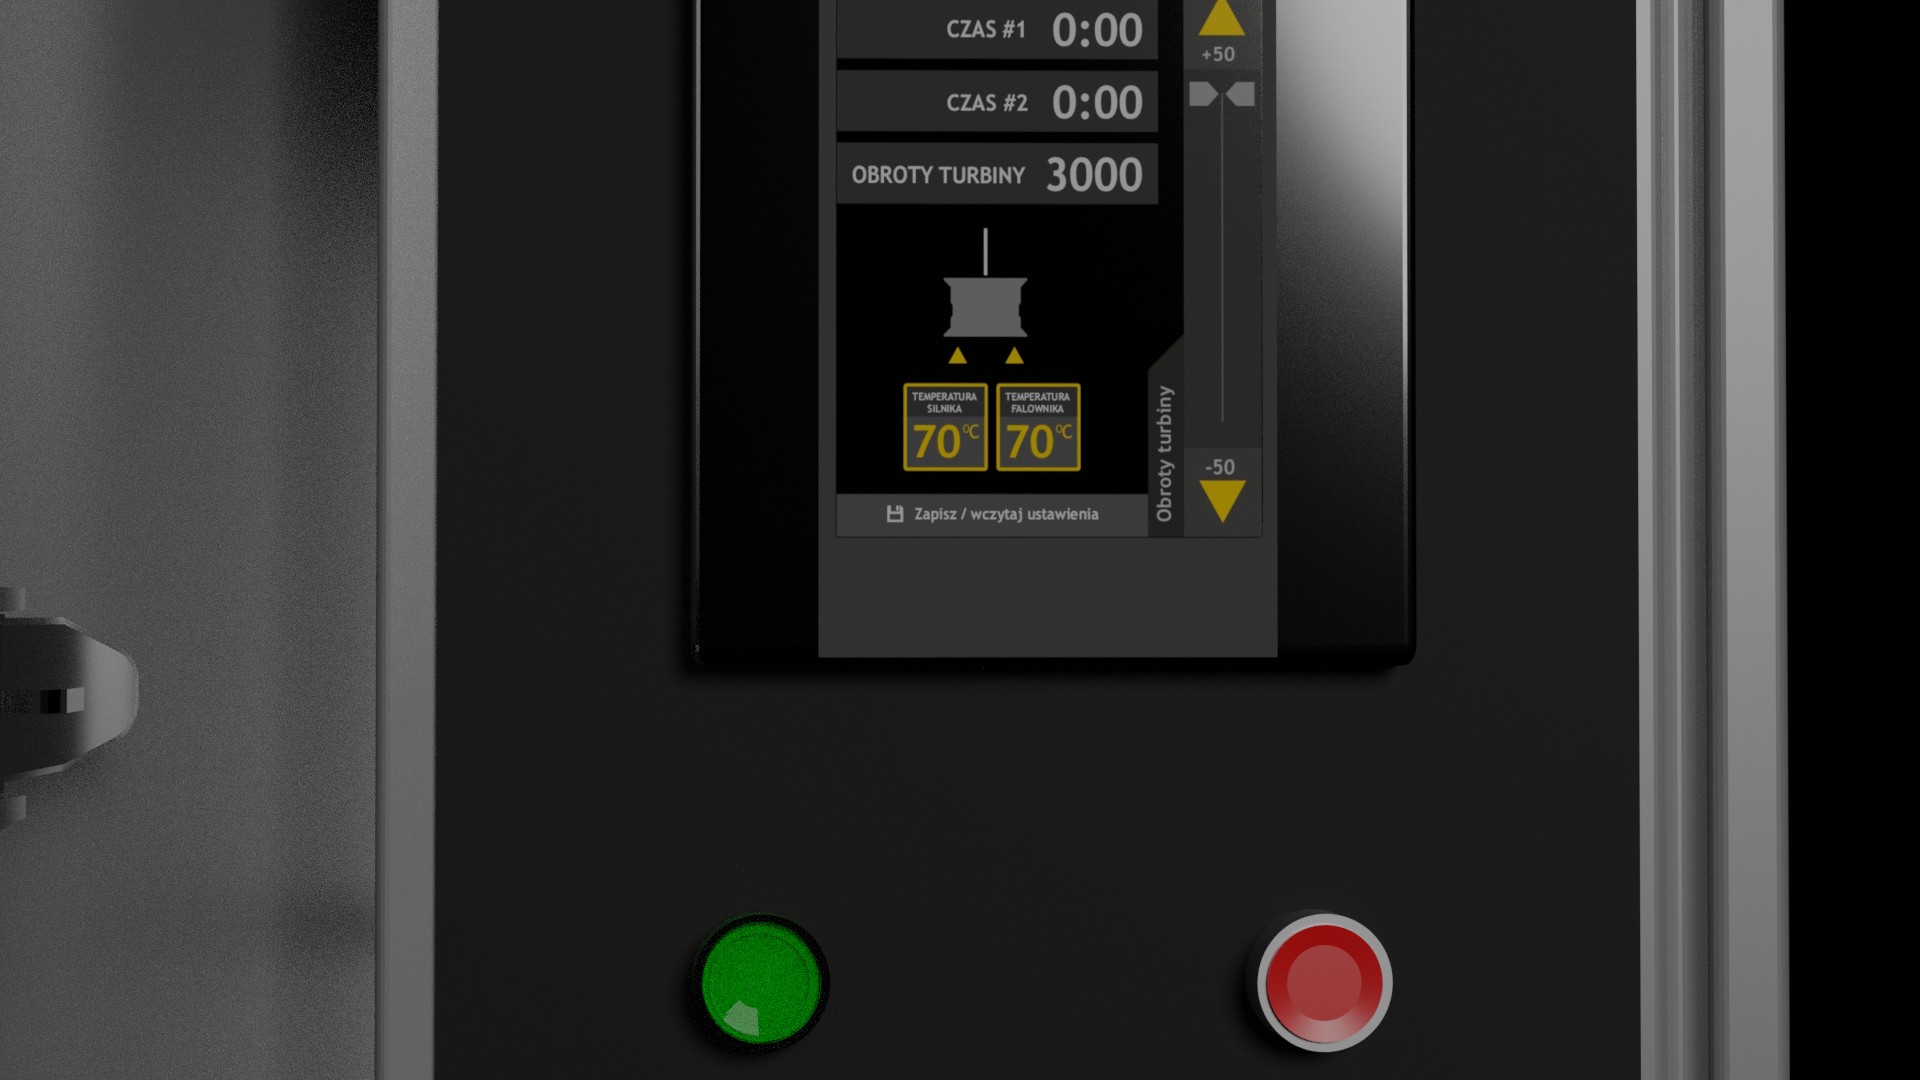 CZAS #1 0:00
+50
CZAS #2 0:00
OBROTY TURBINY 3000
TEMPERATURA
SILNIKA
70°C
TEMPERATURA
FALOWNIKA
70°C
Obroty turbiny
-50
Zapisz / wczytaj ustawienia